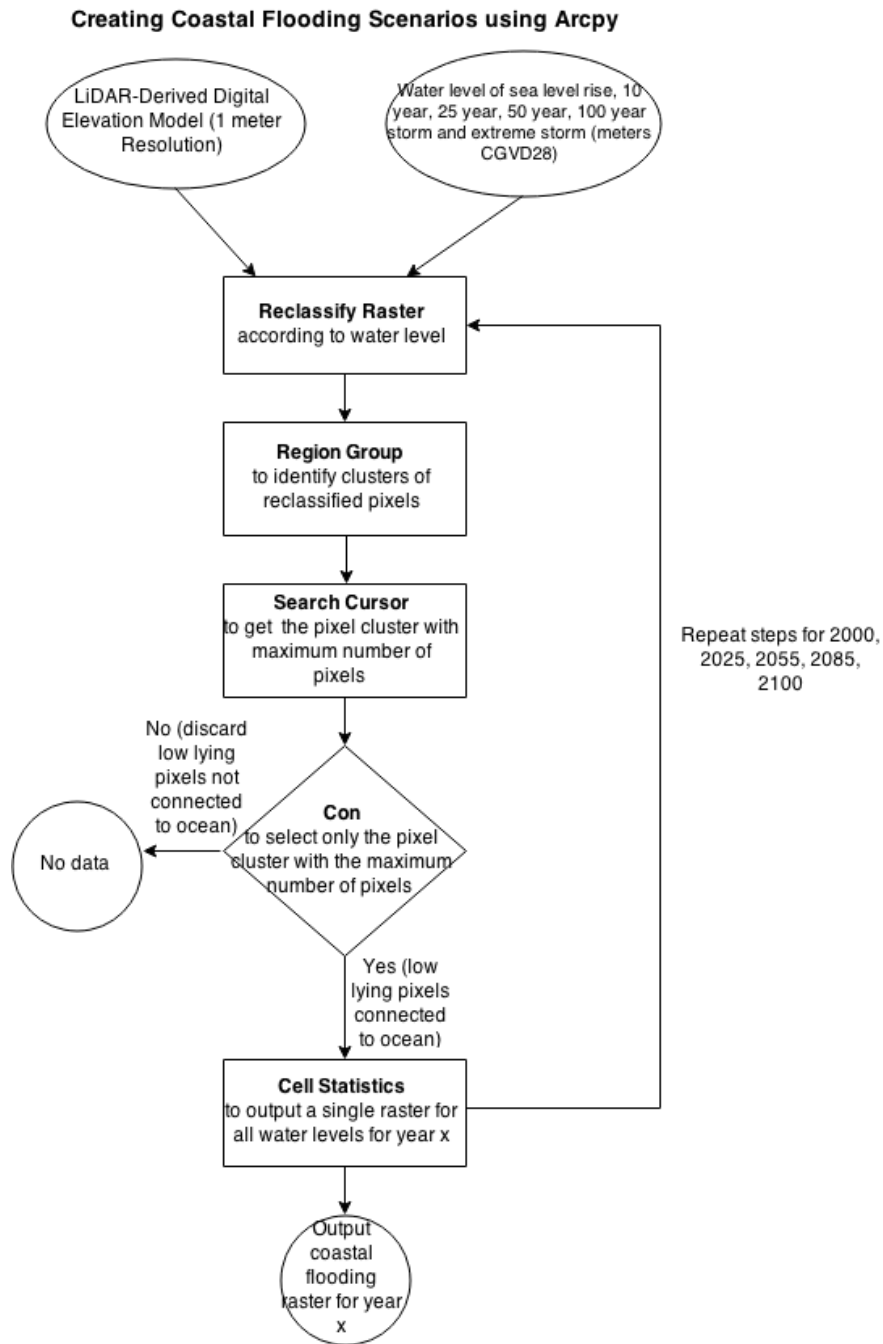 Creating Coastal Flooding Scenarios using Arcpy
LiDAR-Derived Digital
Elevation Model (1 meter
Resolution)
Water level of sea level rise, 10
year, 25 year, 50 year, 100 year
storm and extreme storm (meters
CGVD28)
Reclassify Raster
according to water level
Region Group
to identify clusters of
reclassified pixels
Search Cursor
to get the pixel cluster with
maximum number of
pixels
Repeat steps for 2000,
2025, 2055, 2085,
2100
No (discard
low lying
pixels not
connected
to ocean)
Con
to select only the pixel
cluster with the maximum
number of pixels
No data
Yes (low
lying pixels
connected
to ocean)
Cell Statistics
to output a single raster for
all water levels for year x
Output
coastal
flooding
raster for year
x